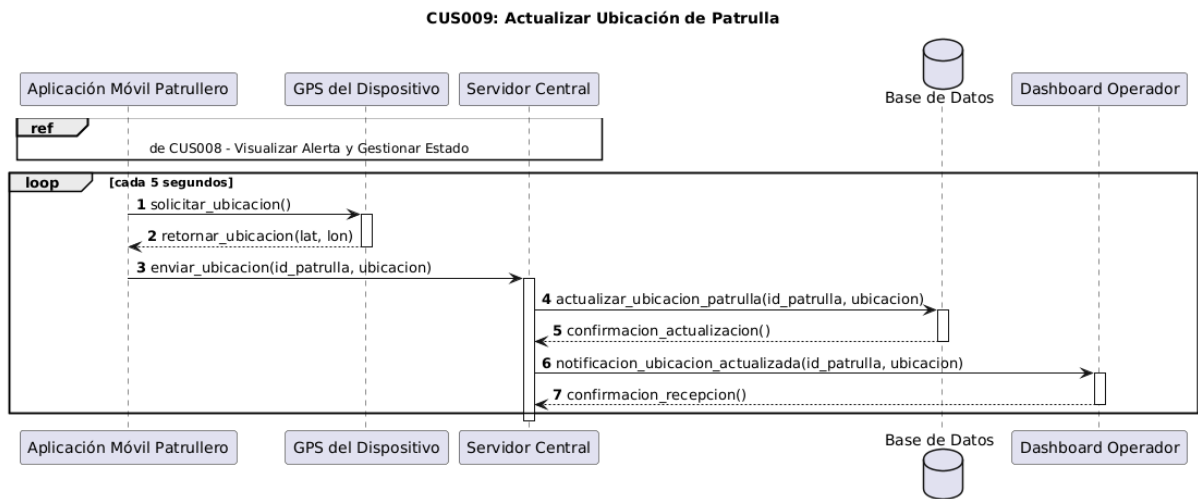 CUS009: Actualizar Ubicación de Patrulla
Aplicación Móvil Patrullero
GPS del Dispositivo
Servidor Central
Base de Datos
Dashboard Operador
ref
de CUS008 - Visualizar Alerta y Gestionar Estado
loop [cada 5 segundos]
1 solicitar_ubicacion()
2 retornar_ubicacion(lat, lon)
3 enviar_ubicacion(id_patrulla, ubicacion)
4 actualizar_ubicacion_patrulla(id_patrulla, ubicacion)
5 confirmacion_actualizacion()
6 notificacion_ubicacion_actualizada(id_patrulla, ubicacion)
7 confirmacion_recepcion()
Aplicación Móvil Patrullero
GPS del Dispositivo
Servidor Central
Base de Datos
Dashboard Operador